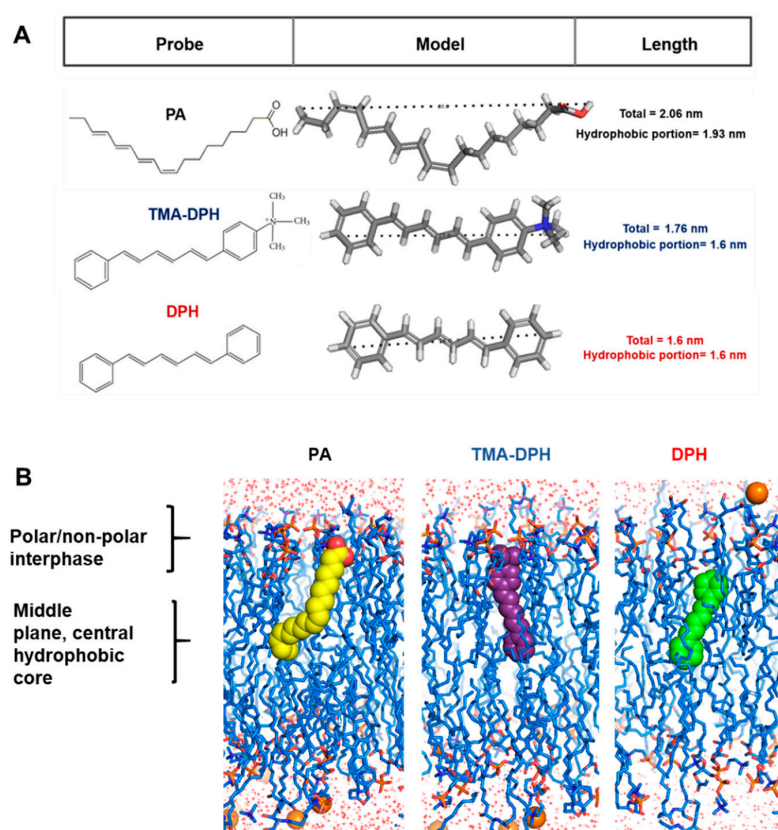 A
Probe
Model
Length
PA
O
OH
Total = 2.06 nm
Hydrophobic portion= 1.93 nm
TMA-DPH
CH₃
⁺N
CH₃
CH₃
Total = 1.76 nm
Hydrophobic portion= 1.6 nm
DPH
Total = 1.6 nm
Hydrophobic portion= 1.6 nm
B
PA
TMA-DPH
DPH
Polar/non-polar
interphase
Middle
plane, central
hydrophobic
core